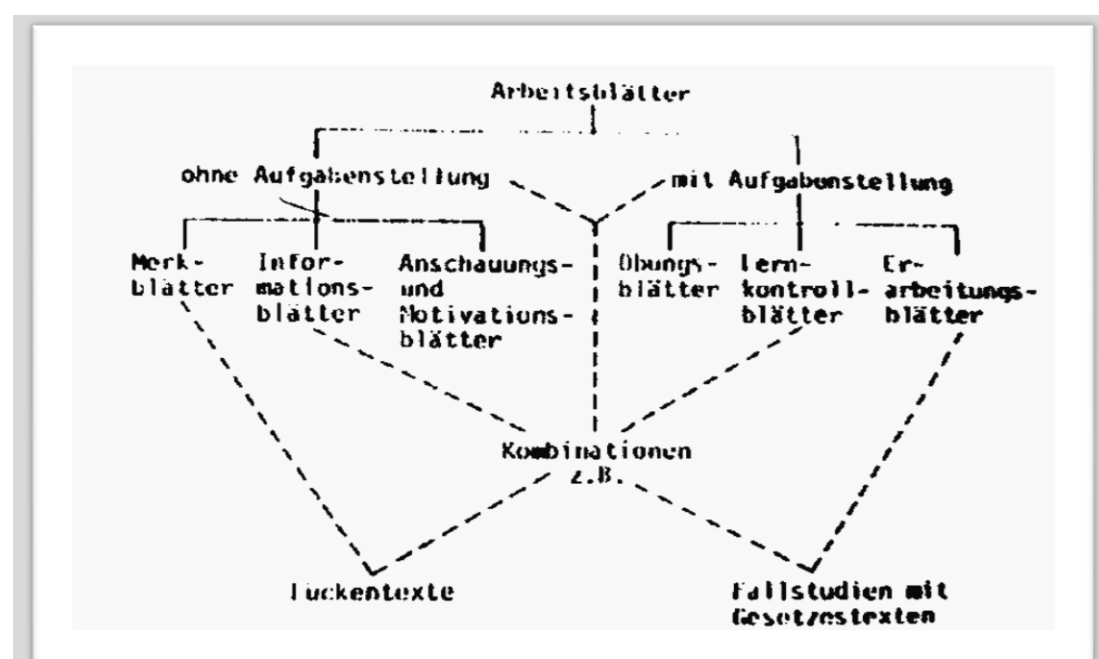 Arbeitsblätter
ohne Aufgabenstellung
mit Aufgabenstellung
Merk-
blätter
Infor-
mations-
blätter
Anschauungs-
und
Motivations-
blätter
Übungs-
blätter
Lern-
kontroll-
blätter
Er-
arbeitungs-
blätter
Kombinationen
z.B.
Lückentexte
Fallstudien mit
Gesetzestexten